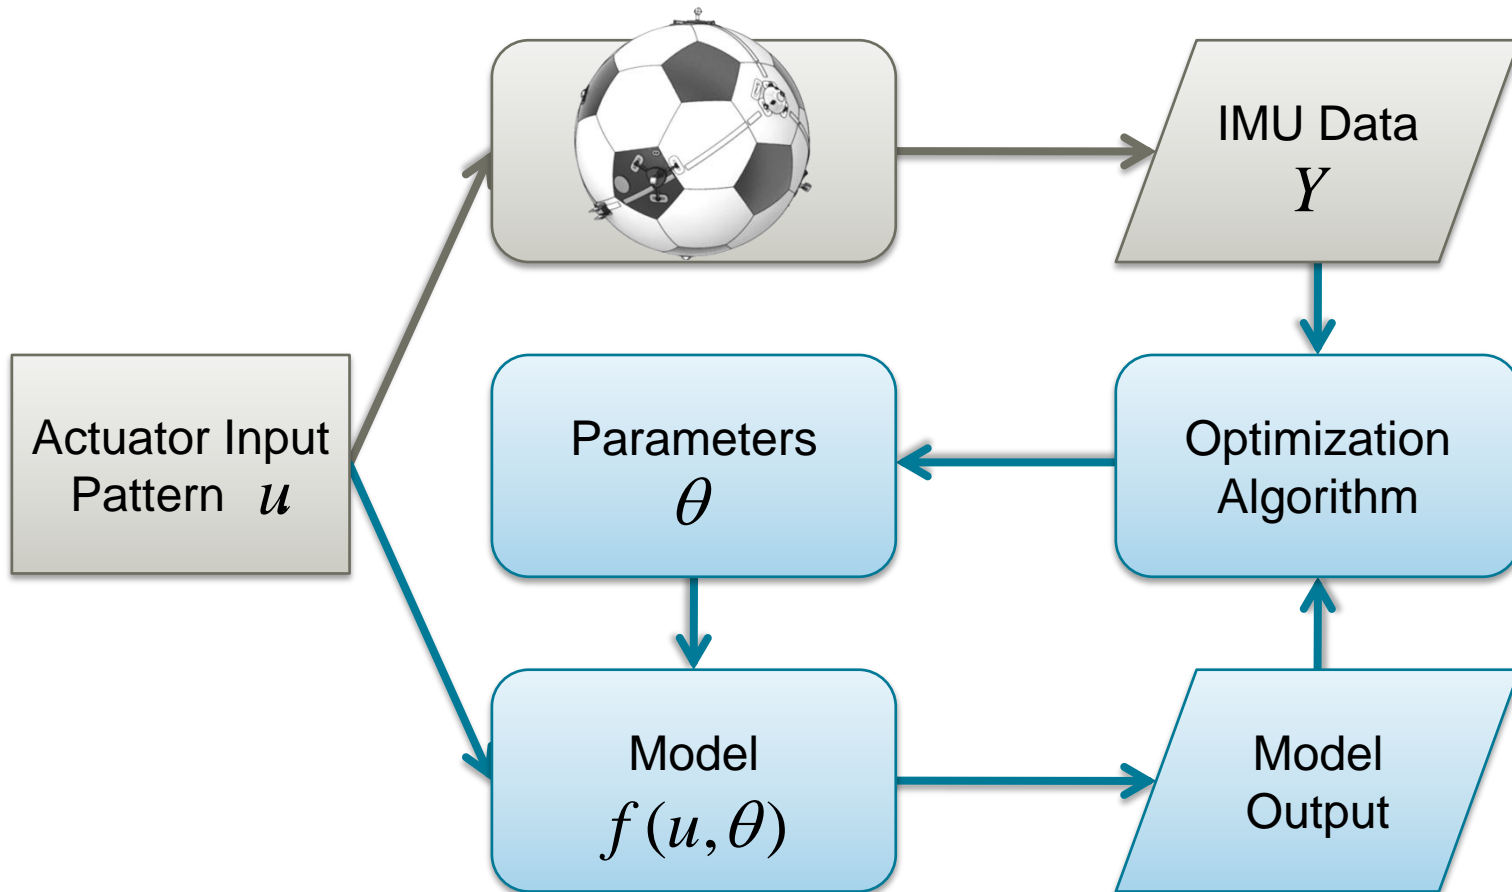 IMU Data
Y
Actuator Input
Pattern u
Parameters
θ
Optimization
Algorithm
Model
f(u,θ)
Model
Output